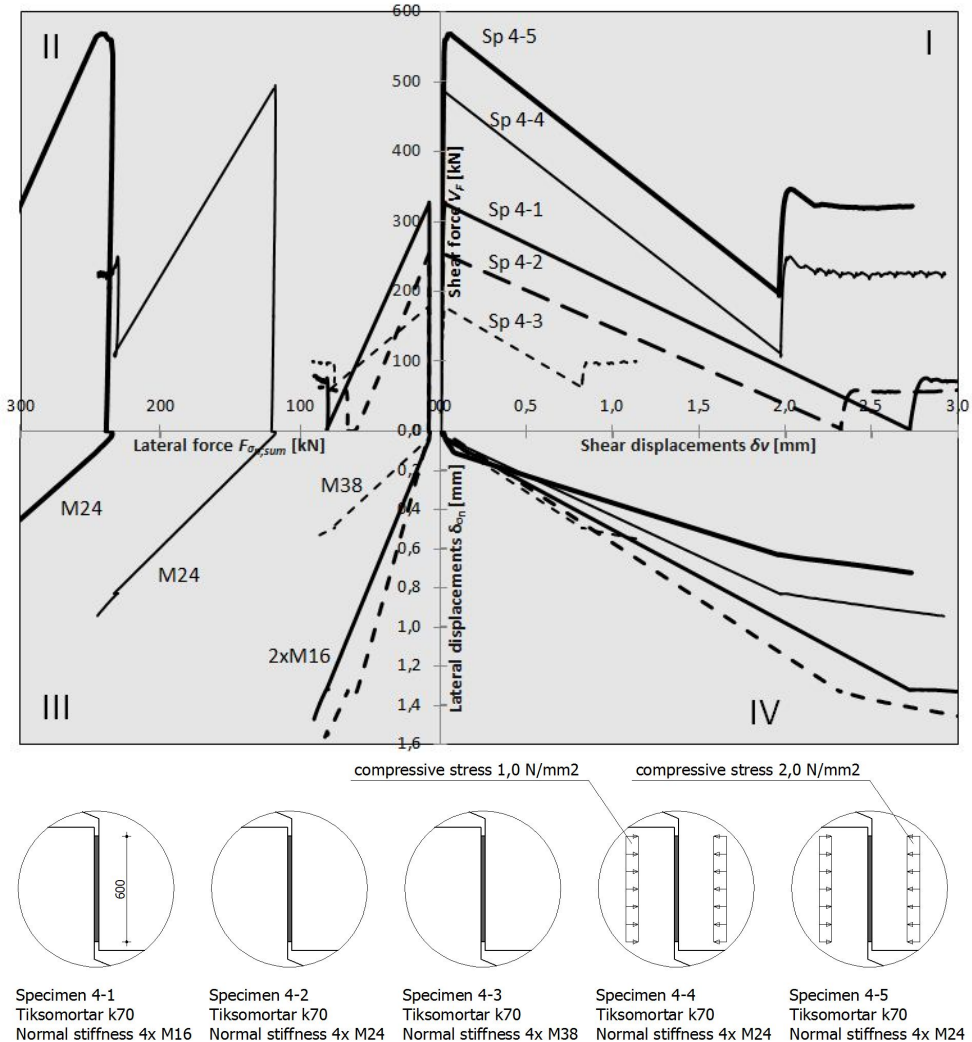 600
II
I
Sp 4-5
500
Sp 4-4
400
Shear force V_F [kN]
300
Sp 4-1
Sp 4-2
200
Sp 4-3
100
300
200
100
0
0,5
1,0
1,5
2,0
2,5
3,0
0,0
Lateral force Fσn,sum [kN]
Shear displacements δv [mm]
0,2
M38
0,4
M24
Lateral displacements δσn [mm]
0,6
M24
0,8
1,0
2xM16
1,2
III
1,4
IV
1,6
compressive stress 1,0 N/mm2
compressive stress 2,0 N/mm2
600
Specimen 4-1
Tiksomortar k70
Normal stiffness 4x M16
Specimen 4-2
Tiksomortar k70
Normal stiffness 4x M24
Specimen 4-3
Tiksomortar k70
Normal stiffness 4x M38
Specimen 4-4
Tiksomortar k70
Normal stiffness 4x M24
Specimen 4-5
Tiksomortar k70
Normal stiffness 4x M24